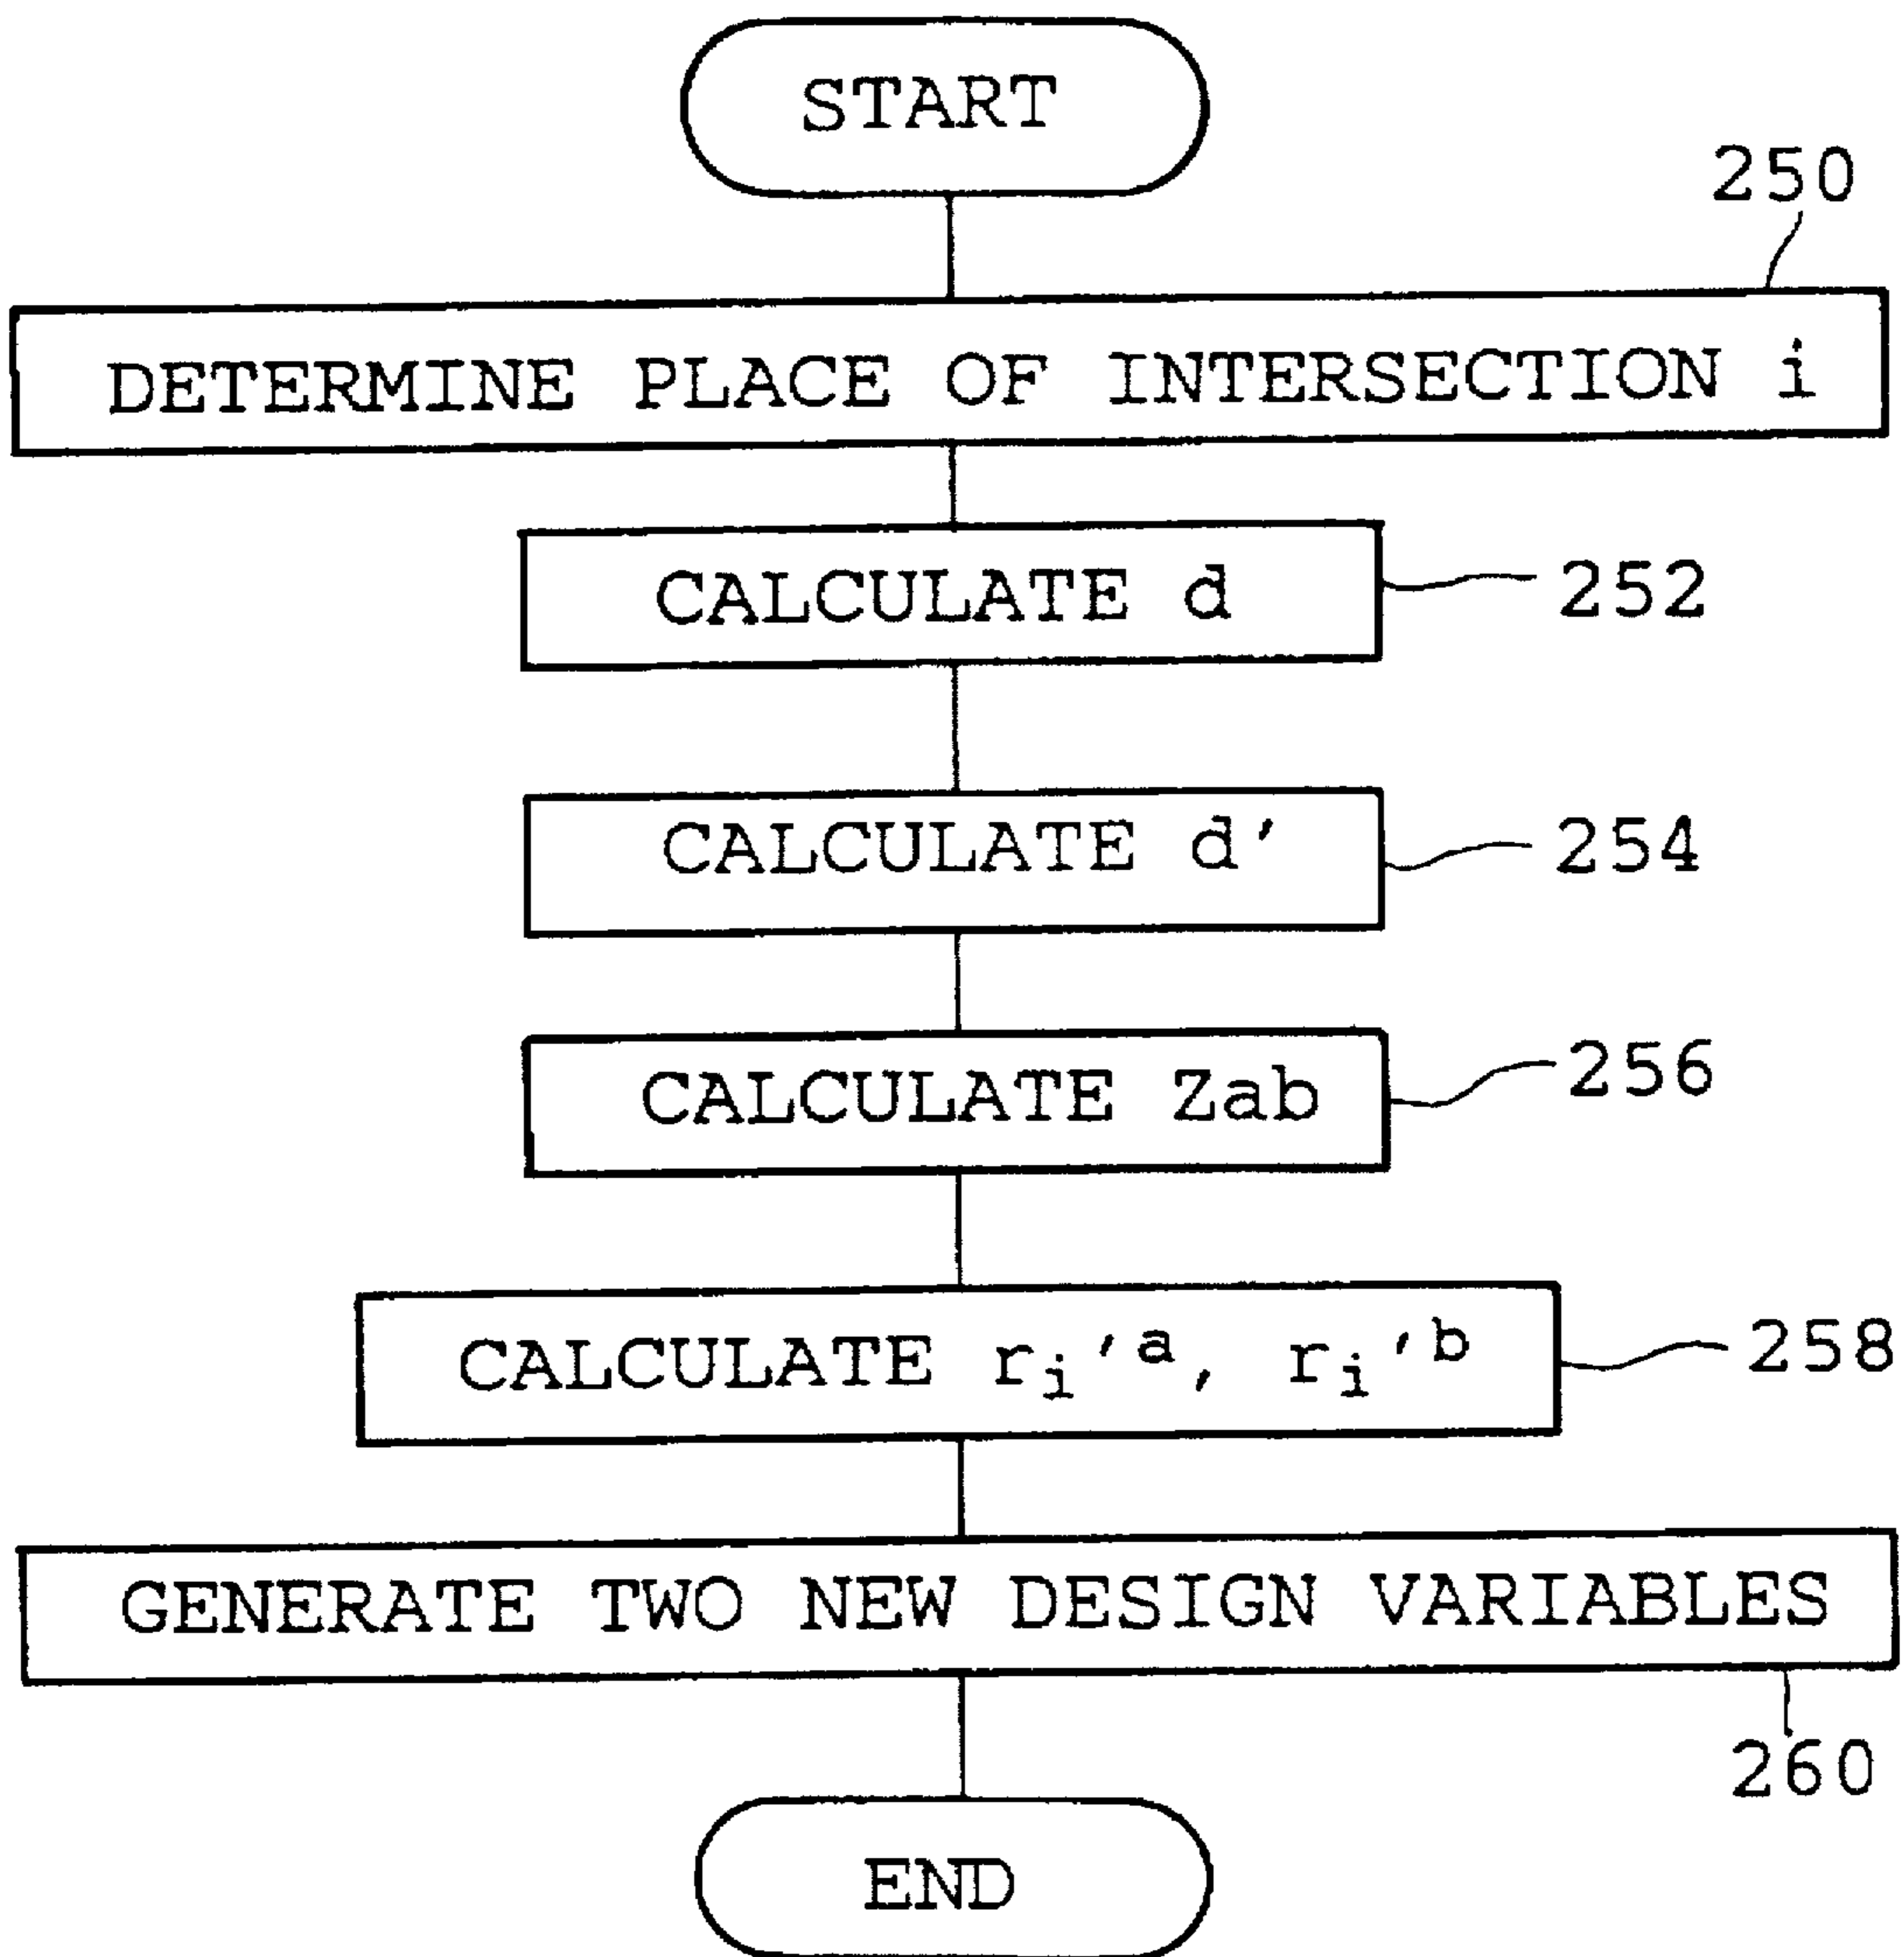 START
250
DETERMINE PLACE OF INTERSECTION i
CALCULATE d
252
CALCULATE d'
254
CALCULATE Zab
256
CALCULATE rᵢ'ᵃ, rᵢ'ᵇ
258
GENERATE TWO NEW DESIGN VARIABLES
260
END